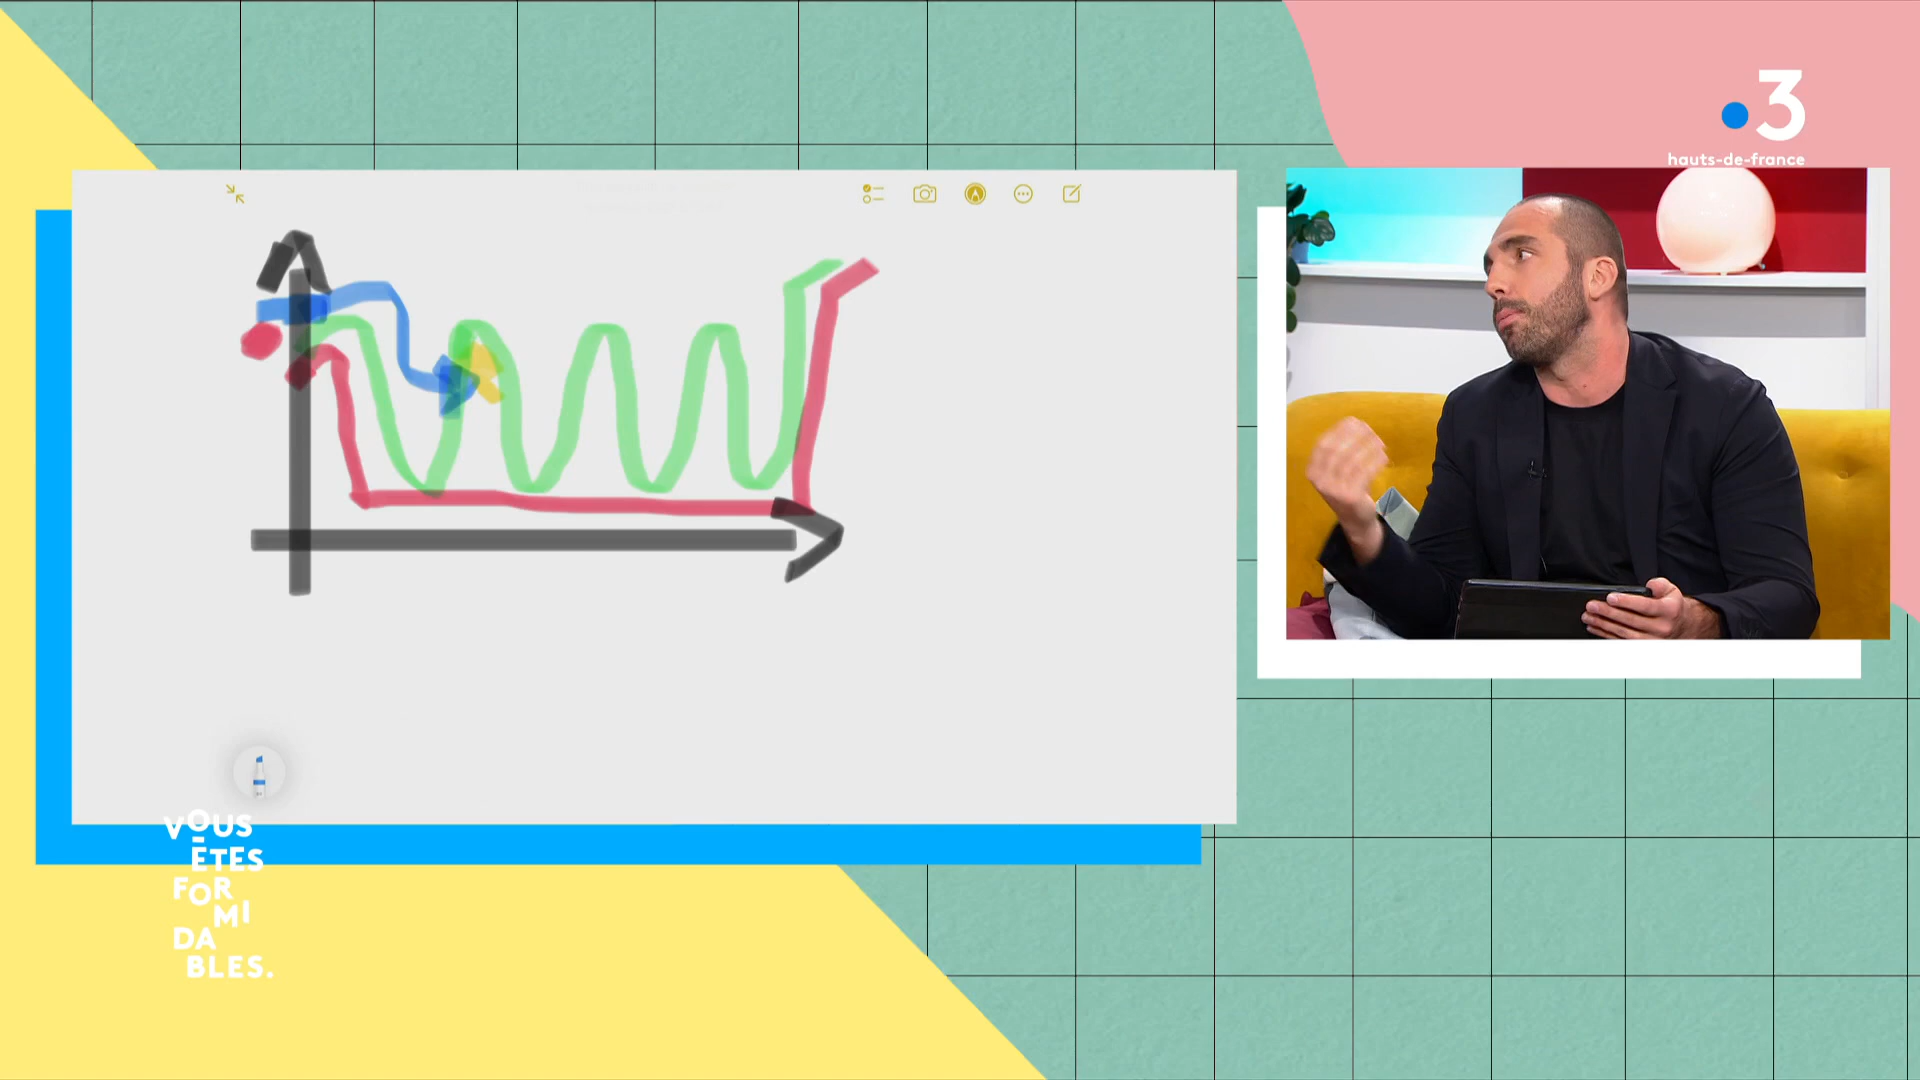 3
hauts-de-france
VOUS
ÊTES
FOR
MI
DA
BLES.